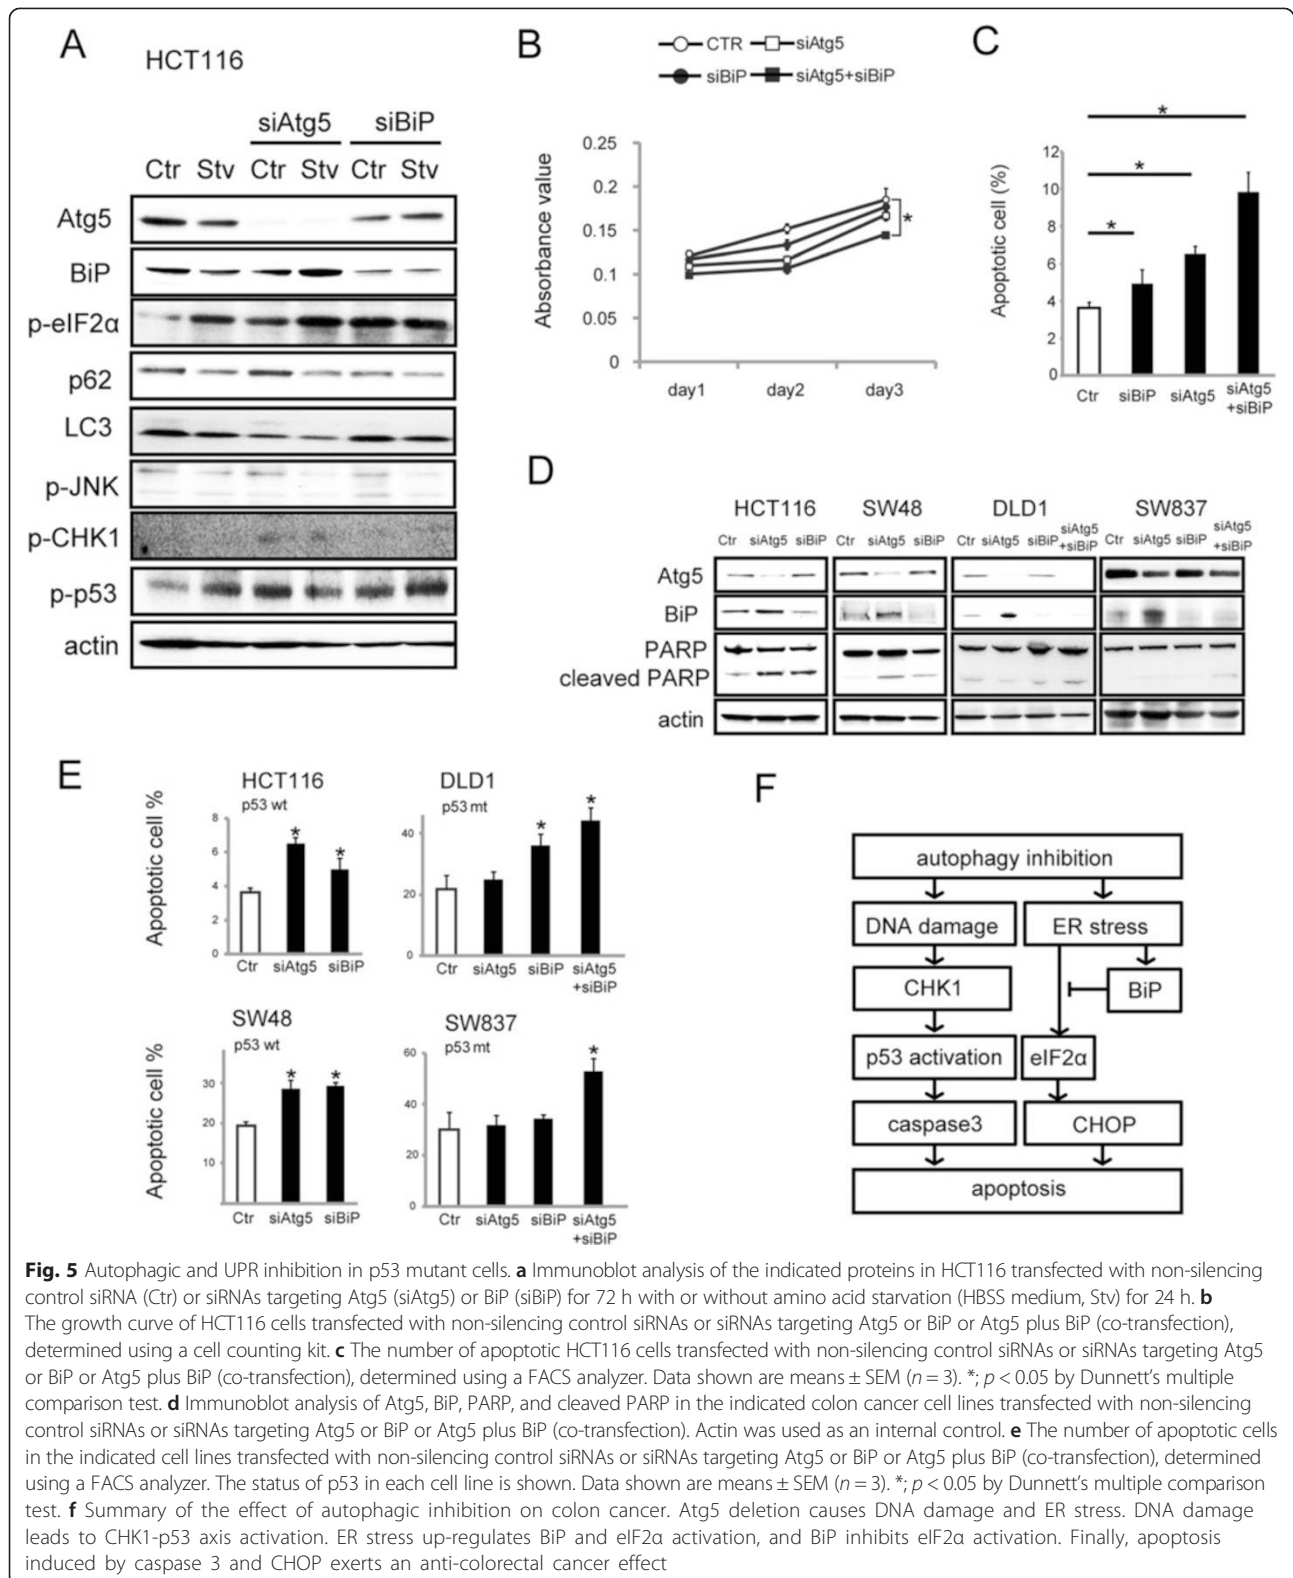 A
HCT116
siAtg5 siBiP
Ctr Stv Ctr Stv Ctr Stv
Atg5
BiP
p-eIF2α
p62
LC3
p-JNK
p-CHK1
p-p53
actin
B
CTR siAtg5
siBiP siAtg5+siBiP
Absorbance value
0.25
0.2
0.15
0.1
0.05
0
*
day1 day2 day3
C
Apoptotic cell (%)
12
10
8
6
4
2
0
*
*
*
Ctr siBiP siAtg5 siAtg5
+siBiP
D
HCT116 SW48 DLD1 SW837
Ctr siAtg5 siBiP Ctr siAtg5 siBiP Ctr siAtg5 siBiP siAtg5
+siBiP Ctr siAtg5 siBiP siAtg5
+siBiP
Atg5
BiP
PARP
cleaved PARP
actin
E
HCT116
p53 wt
Apoptotic cell %
8
6
4
2
0
* *
Ctr siAtg5 siBiP
DLD1
p53 mt
40
20
0
* *
Ctr siAtg5 siBiP siAtg5
+siBiP
SW48
p53 wt
Apoptotic cell %
30
20
10
* *
Ctr siAtg5 siBiP
SW837
p53 mt
60
40
20
0
*
Ctr siAtg5 siBiP siAtg5
+siBiP
F
autophagy inhibition
DNA damage ER stress
CHK1 BiP
p53 activation eIF2α
caspase3 CHOP
apoptosis
Fig. 5 Autophagic and UPR inhibition in p53 mutant cells. a Immunoblot analysis of the indicated proteins in HCT116 transfected with non-silencing
control siRNA (Ctr) or siRNAs targeting Atg5 (siAtg5) or BiP (siBiP) for 72 h with or without amino acid starvation (HBSS medium, Stv) for 24 h. b
The growth curve of HCT116 cells transfected with non-silencing control siRNAs or siRNAs targeting Atg5 or BiP or Atg5 plus BiP (co-transfection),
determined using a cell counting kit. c The number of apoptotic HCT116 cells transfected with non-silencing control siRNAs or siRNAs targeting Atg5
or BiP or Atg5 plus BiP (co-transfection), determined using a FACS analyzer. Data shown are means ± SEM (n = 3). *; p < 0.05 by Dunnett's multiple
comparison test. d Immunoblot analysis of Atg5, BiP, PARP, and cleaved PARP in the indicated colon cancer cell lines transfected with non-silencing
control siRNAs or siRNAs targeting Atg5 or BiP or Atg5 plus BiP (co-transfection). Actin was used as an internal control. e The number of apoptotic cells
in the indicated cell lines transfected with non-silencing control siRNAs or siRNAs targeting Atg5 or BiP or Atg5 plus BiP (co-transfection), determined
using a FACS analyzer. The status of p53 in each cell line is shown. Data shown are means ± SEM (n = 3). *; p < 0.05 by Dunnett's multiple comparison
test. f Summary of the effect of autophagic inhibition on colon cancer. Atg5 deletion causes DNA damage and ER stress. DNA damage
leads to CHK1-p53 axis activation. ER stress up-regulates BiP and eIF2α activation, and BiP inhibits eIF2α activation. Finally, apoptosis
induced by caspase 3 and CHOP exerts an anti-colorectal cancer effect